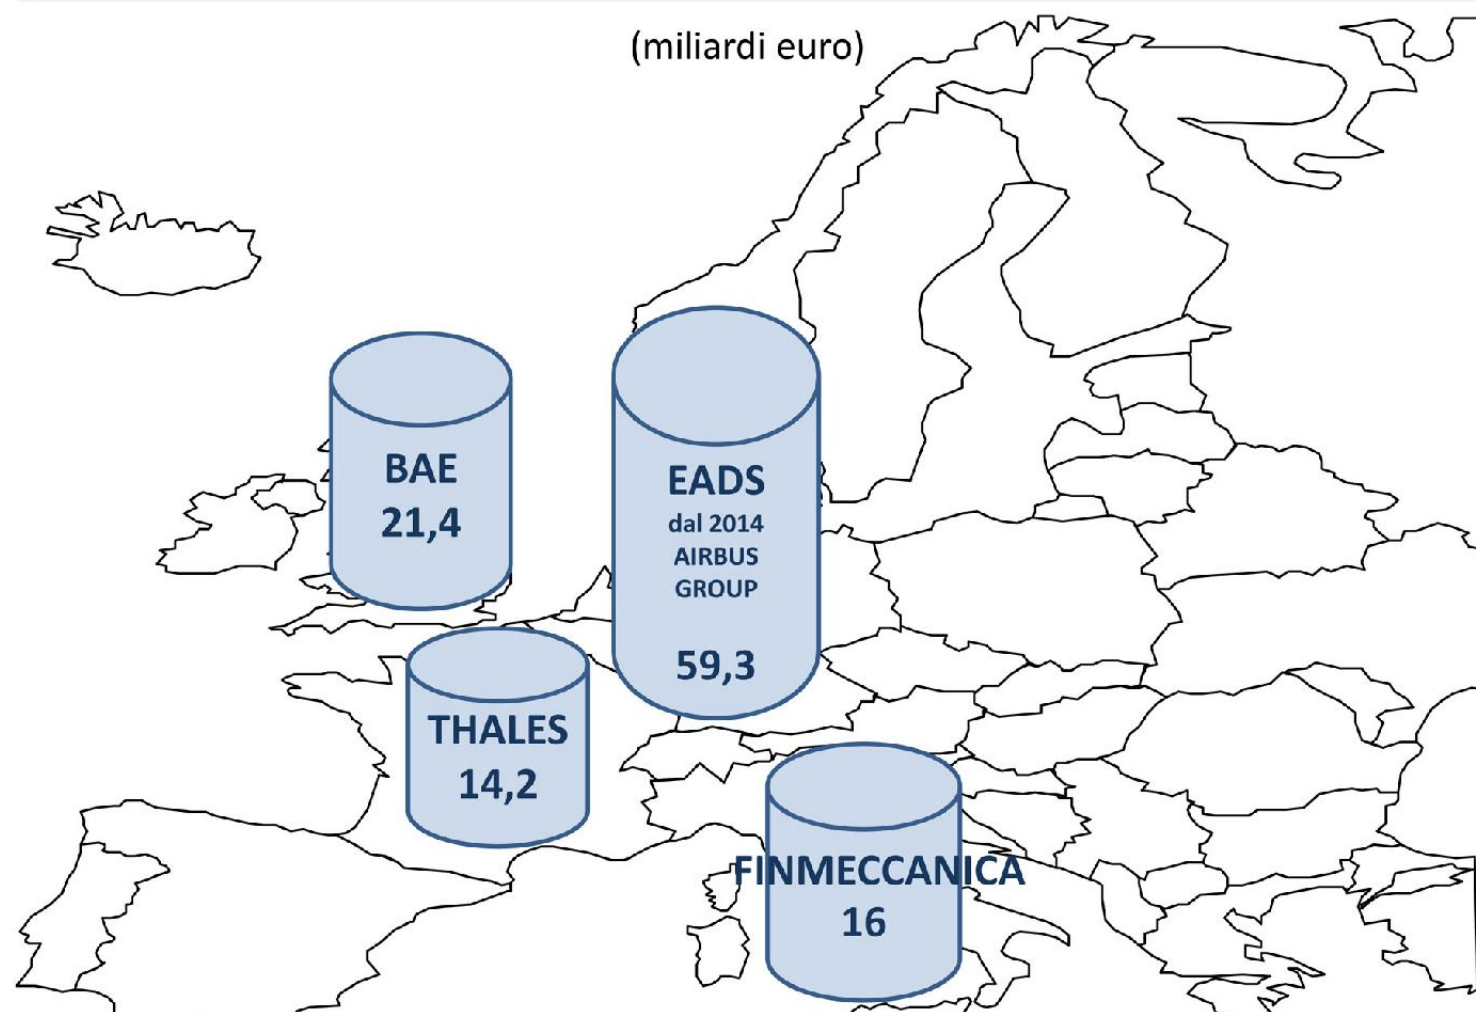 (miliardi euro)
BAE
21,4
EADS
dal 2014
AIRBUS
GROUP
59,3
THALES
14,2
FINMECCANICA
16